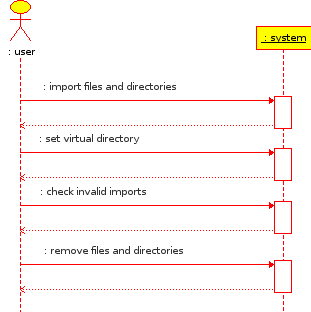 : system
: user
: import files and directories
: set virtual directory
: check invalid imports
: remove files and directories